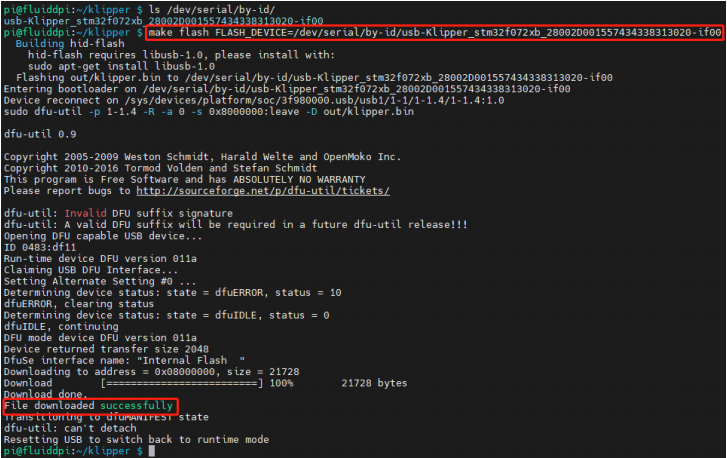 pi@fluiddpi:~/klipper $ ls /dev/serial/by-id/
usb-Klipper_stm32f072xb_28002D001557434338313020-if00
pi@fluiddpi:~/klipper $ make flash FLASH_DEVICE=/dev/serial/by-id/usb-Klipper_stm32f072xb_28002D001557434338313020-if00
Building hid-flash
hid-flash requires libusb-1.0, please install with:
sudo apt-get install libusb-1.0
Flashing out/klipper.bin to /dev/serial/by-id/usb-Klipper_stm32f072xb_28002D001557434338313020-if00
Entering bootloader on /dev/serial/by-id/usb-Klipper_stm32f072xb_28002D001557434338313020-if00
Device reconnect on /sys/devices/platform/soc/3f980000.usb/usb1/1-1/1-1.4/1-1.4:1.0
sudo dfu-util -p 1-1.4 -R -a 0 -s 0x8000000:leave -D out/klipper.bin
dfu-util 0.9
Copyright 2005-2009 Weston Schmidt, Harald Welte and OpenMoko Inc.
Copyright 2010-2016 Tormod Volden and Stefan Schmidt
This program is Free Software and has ABSOLUTELY NO WARRANTY
Please report bugs to http://sourceforge.net/p/dfu-util/tickets/
dfu-util: Invalid DFU suffix signature
dfu-util: A valid DFU suffix will be required in a future dfu-util release!!!
Opening DFU capable USB device...
ID 0483:df11
Run-time device DFU version 011a
Claiming USB DFU Interface...
Setting Alternate Setting #0 ...
Determining device status: state = dfuERROR, status = 10
dfuERROR, clearing status
Determining device status: state = dfuIDLE, status = 0
dfuIDLE, continuing
DFU mode device DFU version 011a
Device returned transfer size 2048
DfuSe interface name: "Internal Flash  "
Downloading to address = 0x08000000, size = 21728
Download        [=========================] 100%        21728 bytes
Download done.
File downloaded successfully
Transitioning to dfuMANIFEST state
dfu-util: can't detach
Resetting USB to switch back to runtime mode
pi@fluiddpi:~/klipper $